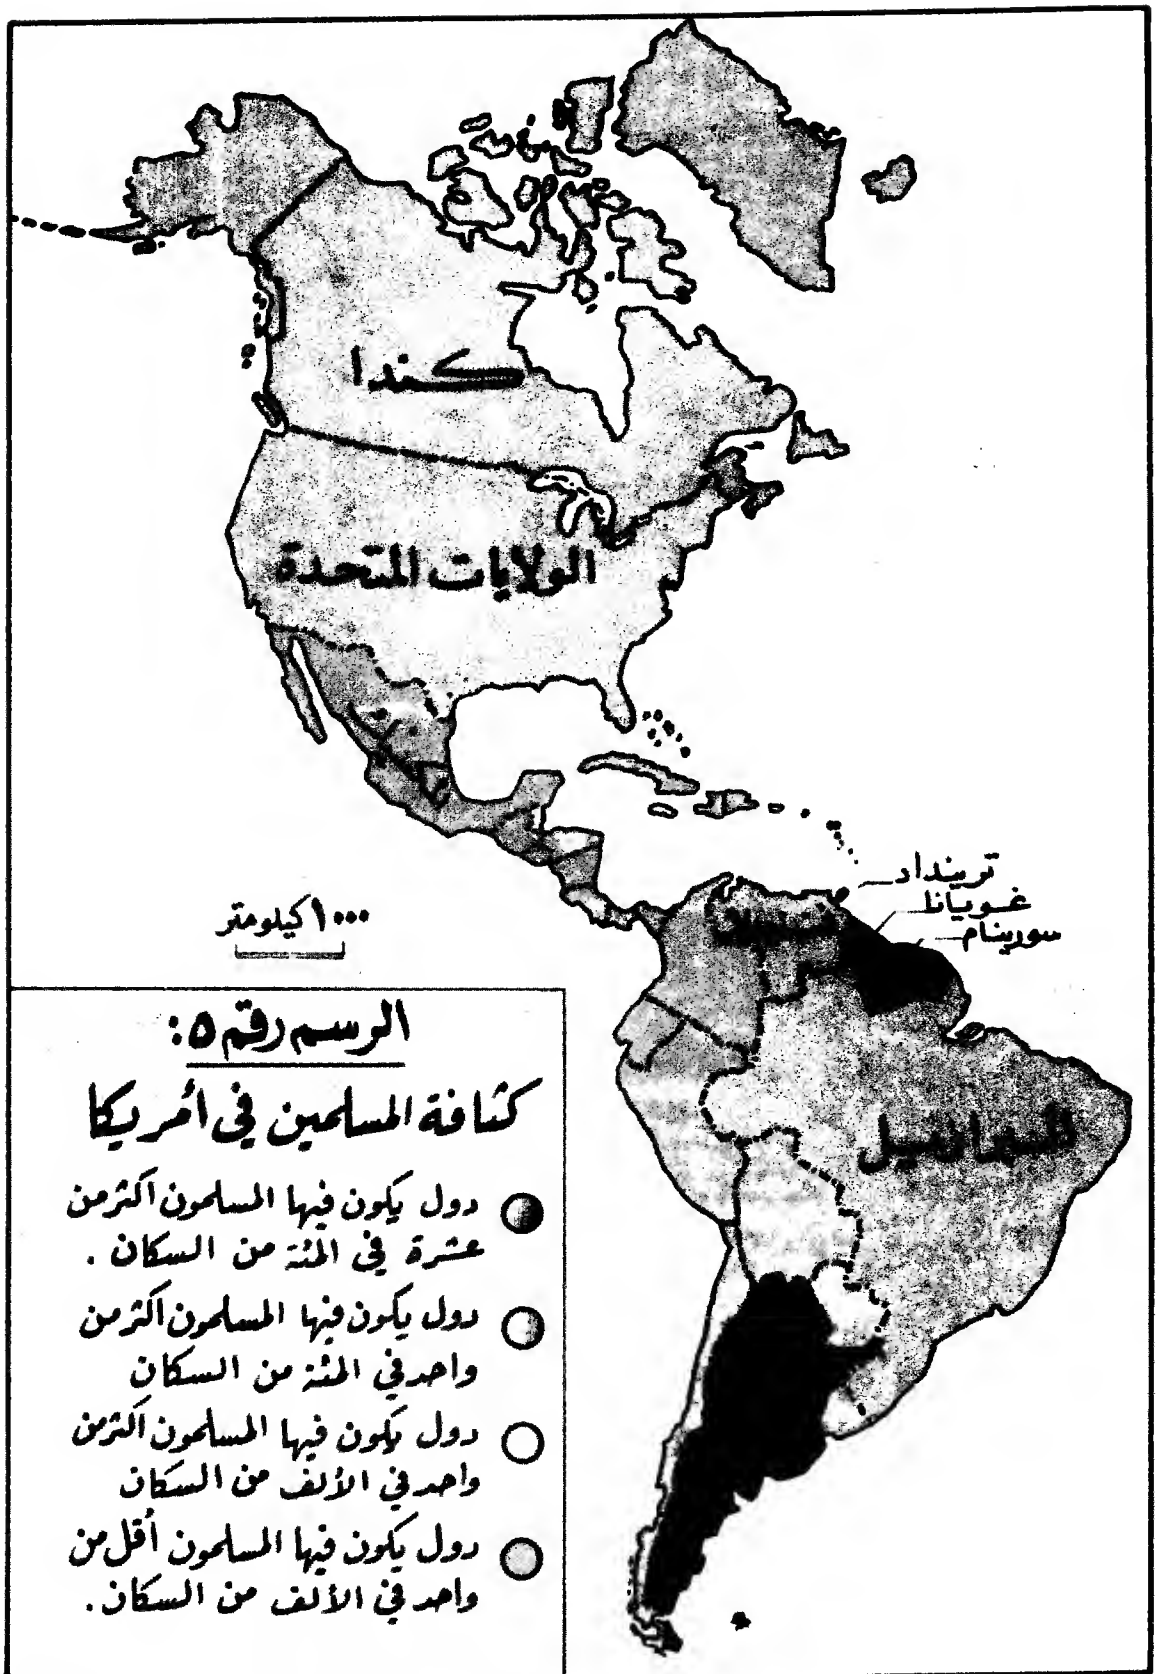 كندا
الولايات المتحدة
ترينداد
غويانا
سورينام
فنزويلا
البرازيل
١٠٠٠ كيلومتر
الرسم رقم ٥:
كثافة المسلمين في أمريكا
دول يكون فيها المسلمون أكثر من
عشرة في المئة من السكان .
دول يكون فيها المسلمون أكثر من
واحد في المئة من السكان
دول يكون فيها المسلمون أكثر من
واحد في الألف من السكان
دول يكون فيها المسلمون أقل من
واحد في الألف من السكان .